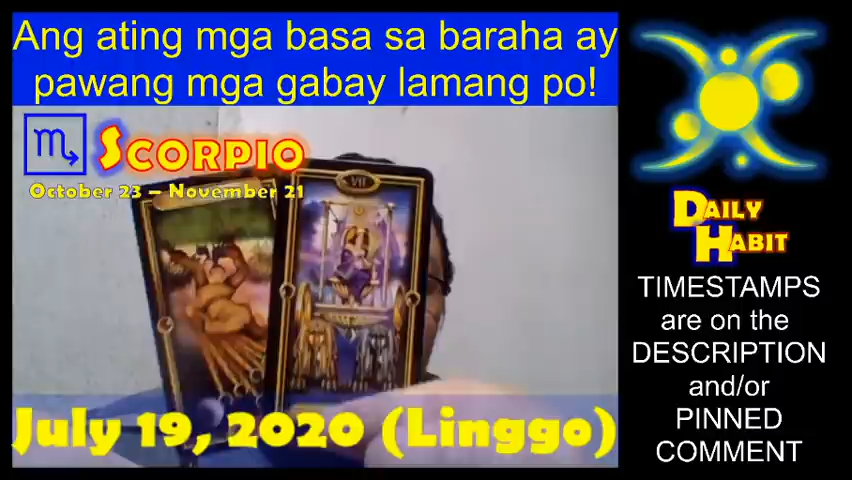 Ang ating mga basa sa baraha ay
pawang mga gabay lamang po!
♏ SCORPIO
October 23 – November 21
VII
July 19, 2020 (Linggo)
DAILY
HABIT
TIMESTAMPS
are on the
DESCRIPTION
and/or
PINNED
COMMENT